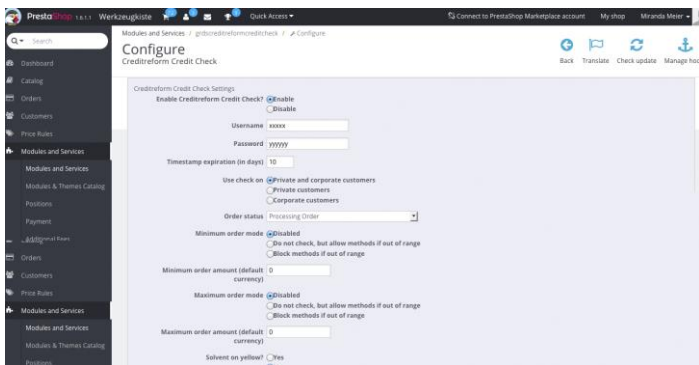 PrestaShop 1.6.1.1 Werkzeugkiste Quick Access Connect to PrestaShop Marketplace account My shop Miranda Meier
Search
Modules and Services / grdscreditreformcreditcheck / Configure
Configure
Creditreform Credit Check
Back Translate Check update Manage hoo
Dashboard
Catalog
Orders
Customers
Price Rules
Modules and Services
Modules and Services
Modules & Themes Catalog
Positions
Payment
Orders
Customers
Price Rules
Modules and Services
Modules and Services
Modules & Themes Catalog
Positions
Creditreform Credit Check Settings
Enable Creditreform Credit Check? Enable
Disable
Username xxxxx
Password yyyyyy
Timestamp expiration (in days) 10
Use check on Private and corporate customers
Private customers
Corporate customers
Order status Processing Order
Minimum order mode Disabled
Do not check, but allow methods if out of range
Block methods if out of range
Minimum order amount (default 0
currency)
Maximum order mode Disabled
Do not check, but allow methods if out of range
Block methods if out of range
Maximum order amount (default 0
currency)
Solvent on yellow? Yes